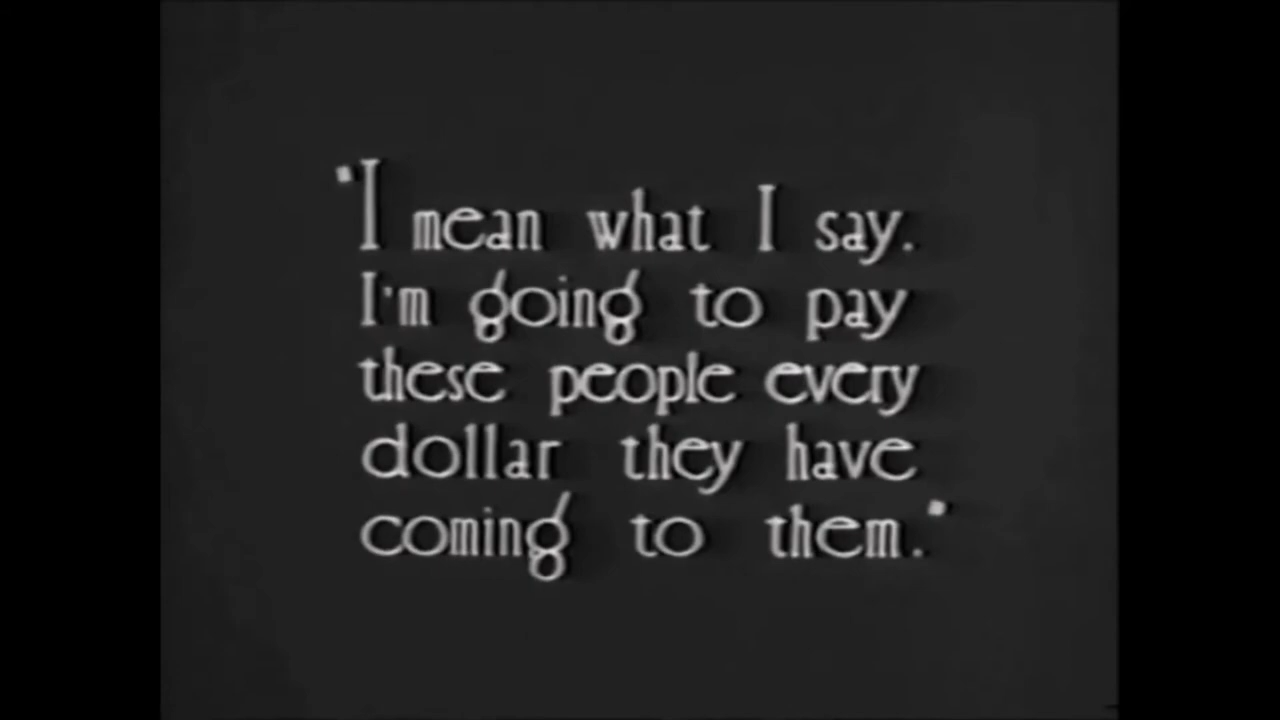 "I mean what I say.
I'm going to pay
these people every
dollar they have
coming to them."